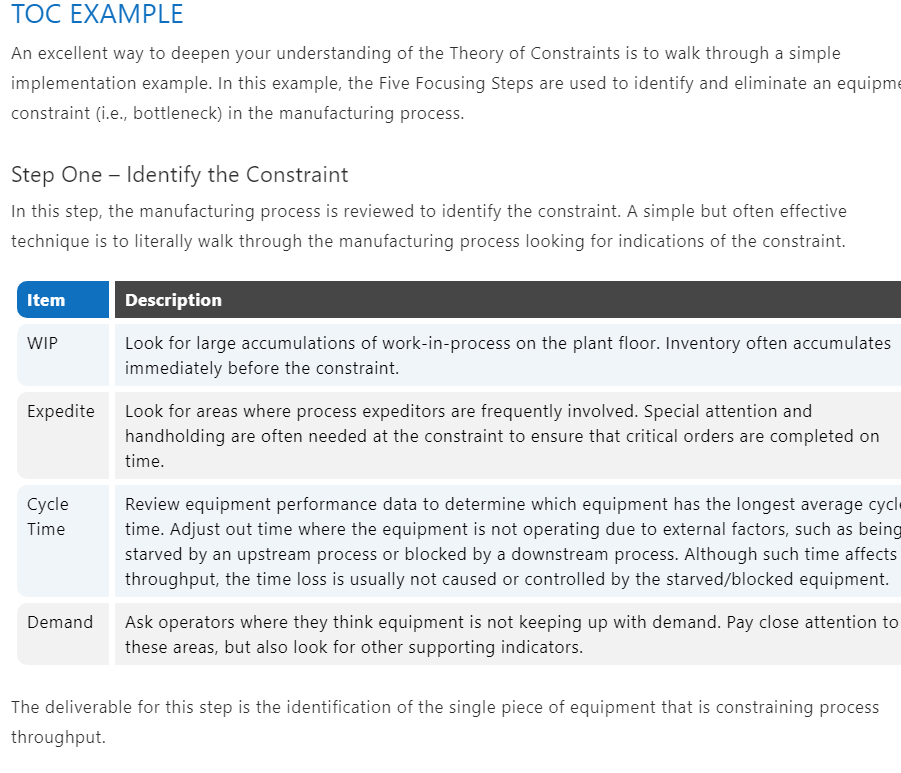 TOC EXAMPLE
An excellent way to deepen your understanding of the Theory of Constraints is to walk through a simple
implementation example. In this example, the Five Focusing Steps are used to identify and eliminate an
constraint (i.e., bottleneck) in the manufacturing process.
Step One – Identify the Constraint
In this step, the manufacturing process is reviewed to identify the constraint. A simple but often effective
technique is to literally walk through the manufacturing process looking for indications of the constraint.
Item Description
WIP Look for large accumulations of work-in-process on the plant floor. Inventory often accumulates
immediately before the constraint.
Expedite Look for areas where process expeditors are frequently involved. Special attention and
handholding are often needed at the constraint to ensure that critical orders are completed on
time.
Cycle Review equipment performance data to determine which equipment has the longest average
Time time. Adjust out time where the equipment is not operating due to external factors, such as being
starved by an upstream process or blocked by a downstream process. Although such time affects
throughput, the time loss is usually not caused or controlled by the starved/blocked equipment.
Demand Ask operators where they think equipment is not keeping up with demand. Pay close attention to
these areas, but also look for other supporting indicators.
The deliverable for this step is the identification of the single piece of equipment that is constraining process
throughput.